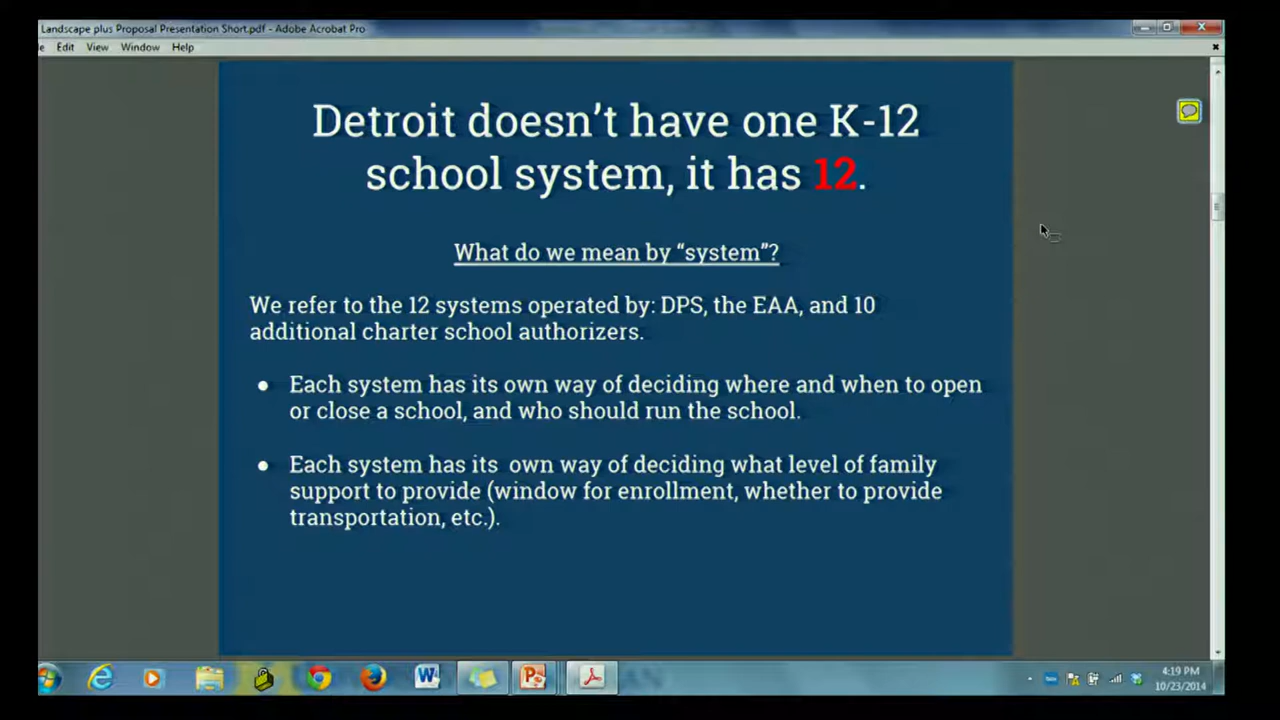 Landscape plus Proposal Presentation Short.pdf - Adobe Acrobat Pro
Edit View Window Help
Detroit doesn't have one K-12
school system, it has 12.
What do we mean by “system”?
We refer to the 12 systems operated by: DPS, the EAA, and 10
additional charter school authorizers.
● Each system has its own way of deciding where and when to open
or close a school, and who should run the school.
● Each system has its own way of deciding what level of family
support to provide (window for enrollment, whether to provide
transportation, etc.).
4:19 PM
10/23/2014